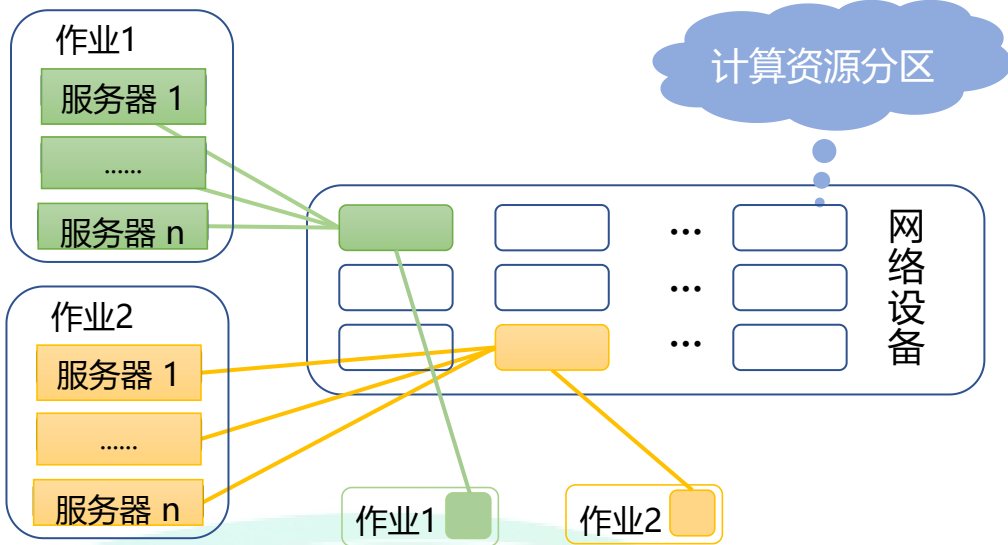 作业1
服务器 1
......
服务器 n
计算资源分区
...
...
...
网络设备
作业2
服务器 1
......
服务器 n
作业1
作业2